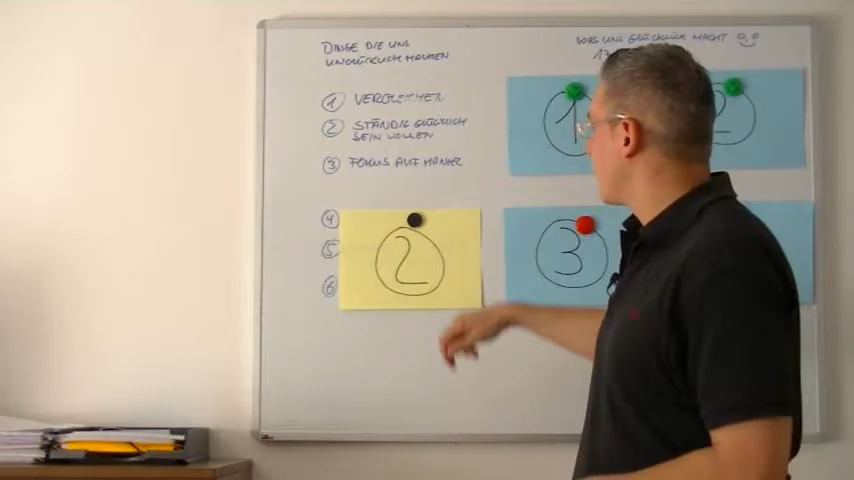 DINGE DIE UNS
UNGLÜCKLICH MACHEN
1 VERGLEICHEN
2 STÄNDIG GLÜCKLICH
SEIN WOLLEN
3 FOKUS AUF
4
5
6
2
WAS UNS GLÜCKLICH MACHT
1
2
3